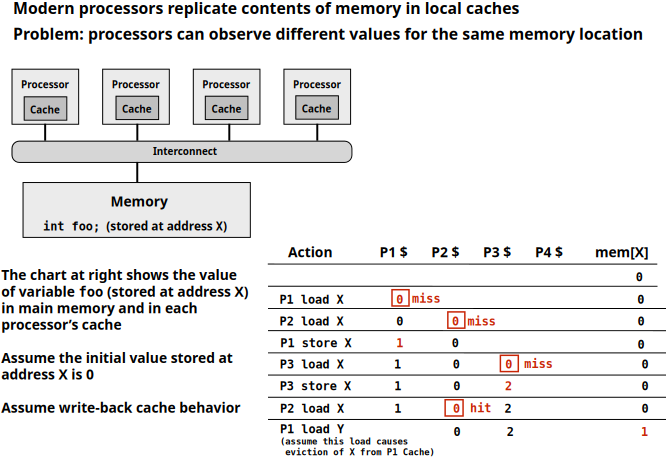 Modern processors replicate contents of memory in local caches
Problem: processors can observe different values for the same memory location
Processor Processor Processor Processor
Cache Cache Cache Cache
Interconnect
Memory
int foo; (stored at address X)
The chart at right shows the value
of variable foo (stored at address X)
in main memory and in each
processor's cache
Assume the initial value stored at
address X is 0
Assume write-back cache behavior
Action P1 $ P2 $ P3 $ P4 $ mem[X]
0
P1 load X 0 miss 0
P2 load X 0 0 miss 0
P1 store X 1 0 0
P3 load X 1 0 0 miss 0
P3 store X 1 0 2 0
P2 load X 1 0 hit 2 0
P1 load Y 0 2 1
(assume this load causes
eviction of X from P1 Cache)